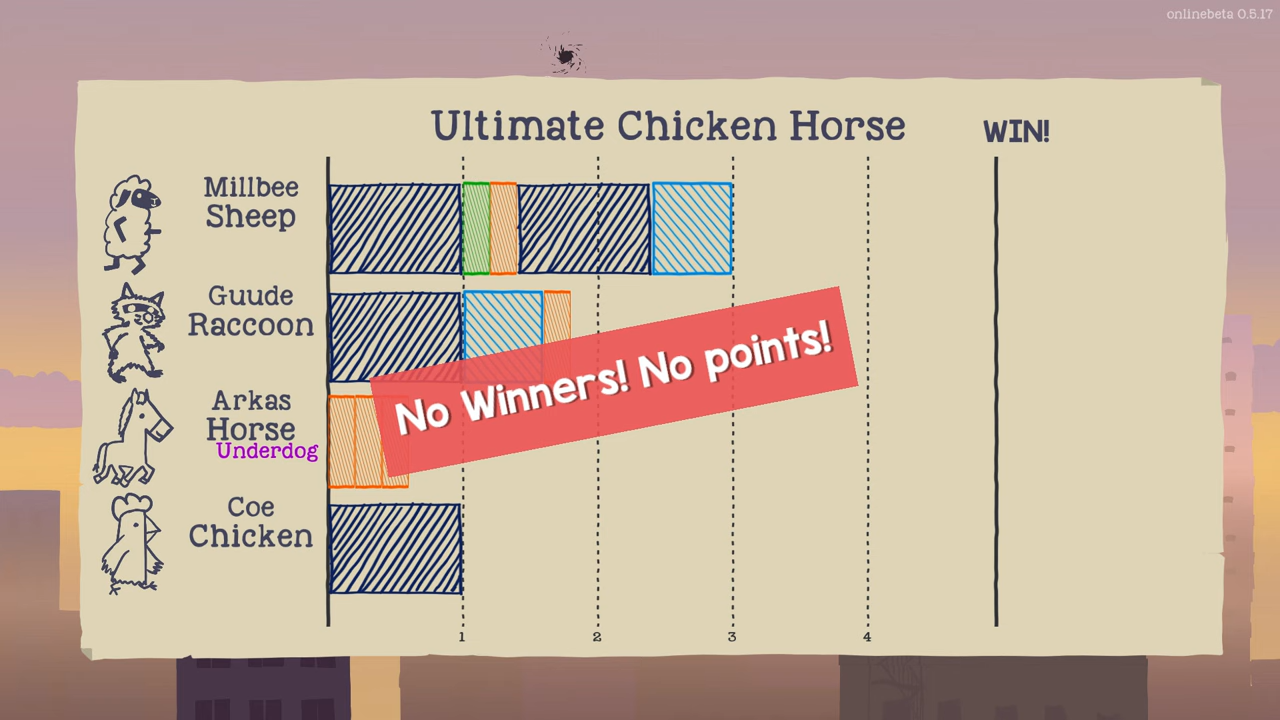 onlinebeta 0.5.17
Ultimate Chicken Horse
WIN!
Millbee
Sheep
Guude
Raccoon
No Winners! No points!
Arkas
Horse
Underdog
Coe
Chicken
1 2 3 4